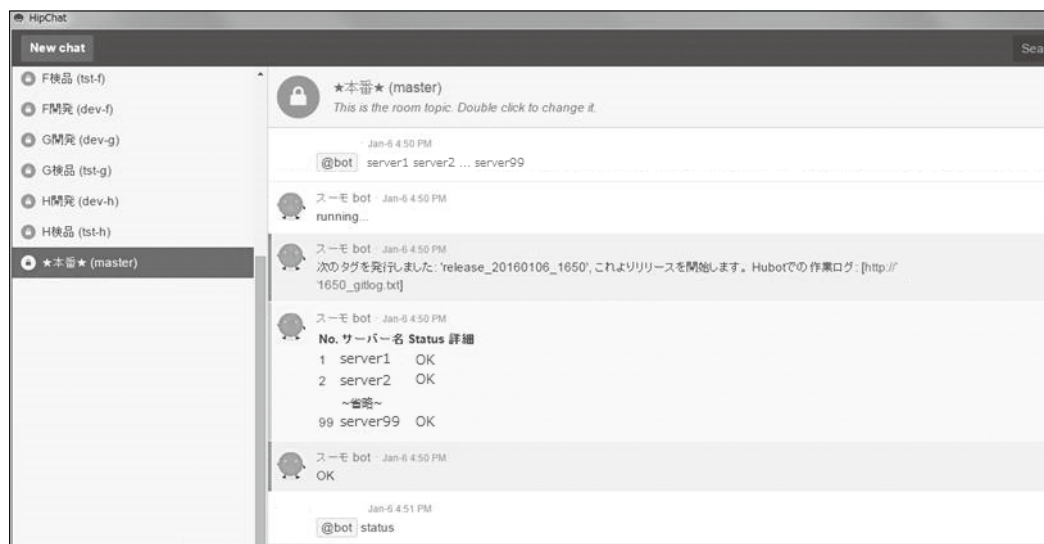 HipChat
New chat
Sea
F検品 (tst-f)
F開発 (dev-f)
G開発 (dev-g)
G検品 (tst-g)
H開発 (dev-h)
H検品 (tst-h)
★本番★ (master)
★本番★ (master)
This is the room topic. Double click to change it.
Jan-6 4:50 PM
@bot server1 server2 ... server99
スーモ bot · Jan-6 4:50 PM
running...
スーモ bot · Jan-6 4:50 PM
次のタグを発行しました: 'release_20160106_1650', これよりリリースを開始します。Hubotでの作業ログ: [http://'
'1650_gitlog.txt]
スーモ bot · Jan-6 4:50 PM
No. サーバー名 Status 詳細
1 server1 OK
2 server2 OK
~省略~
99 server99 OK
スーモ bot · Jan-6 4:50 PM
OK
Jan-6 4:51 PM
@bot status